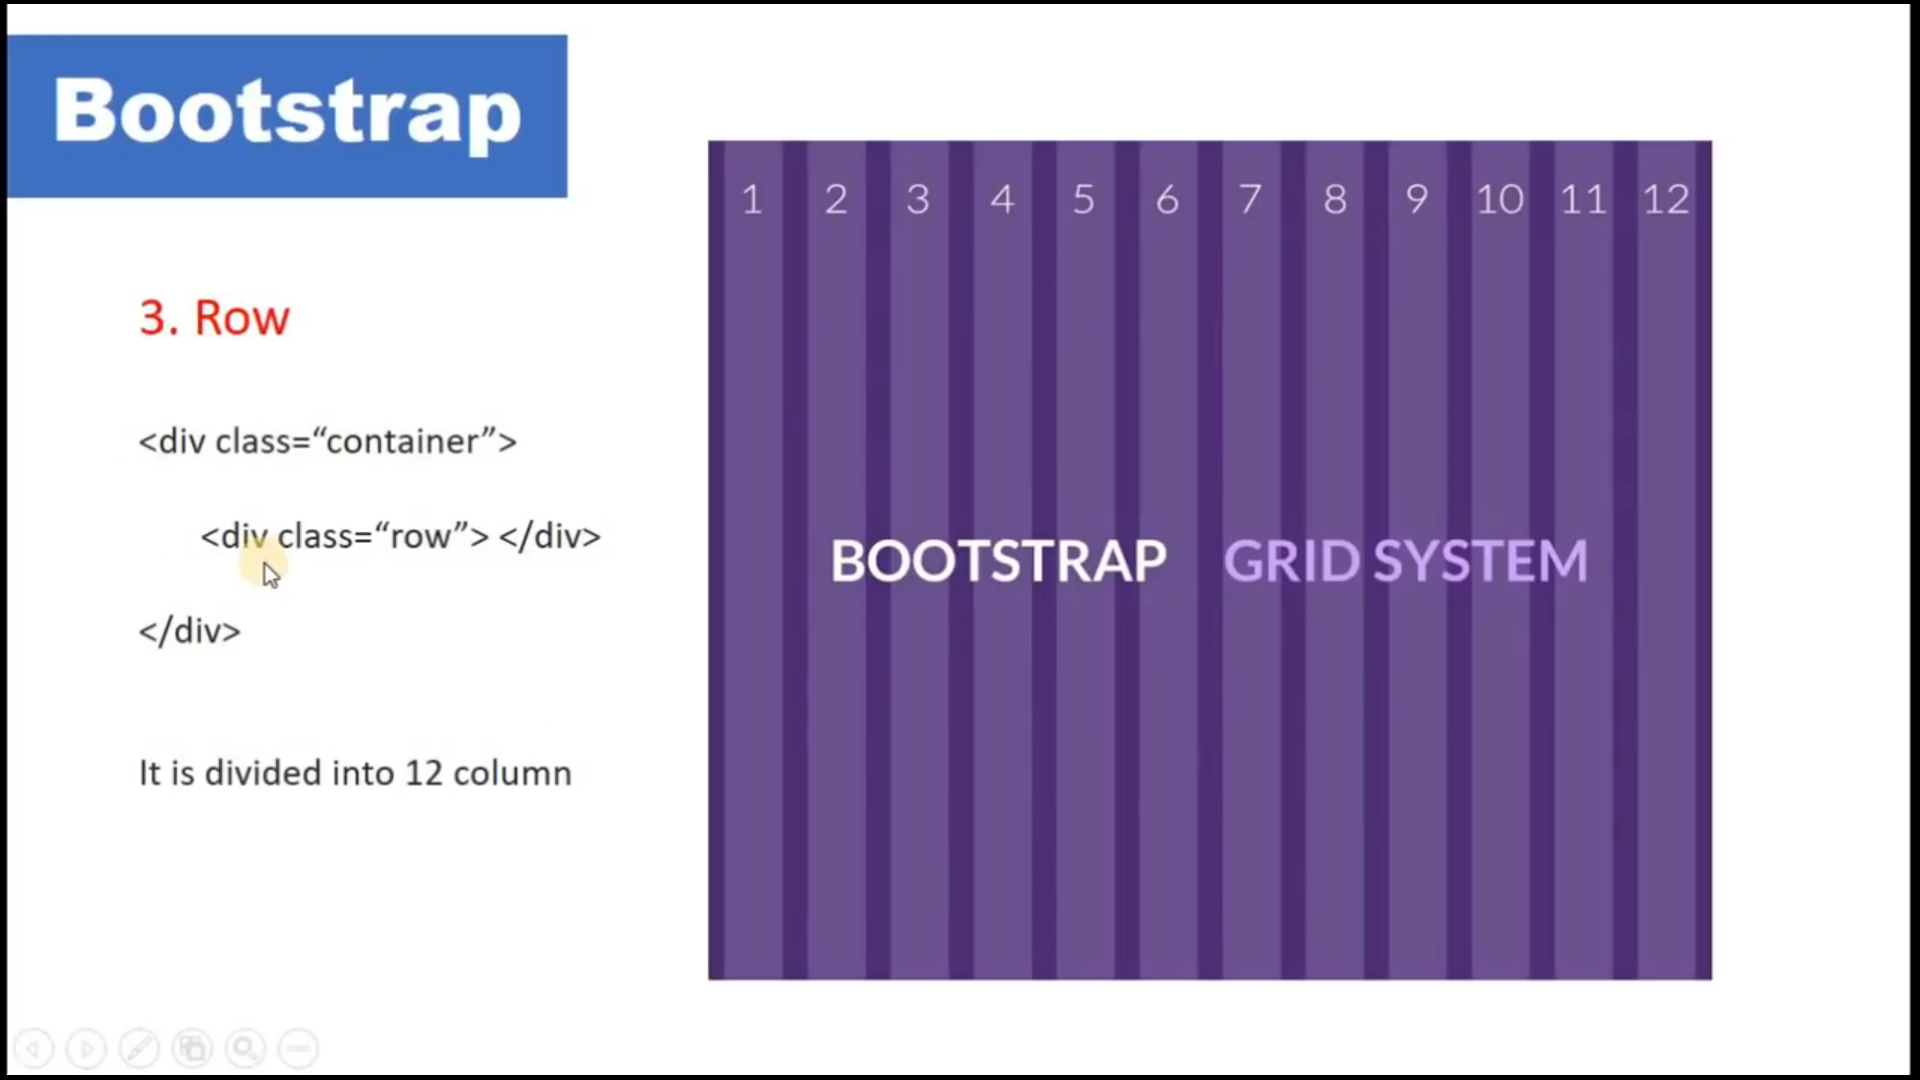 Bootstrap
3. Row
<div class=“container”>
<div class=“row”> </div>
</div>
It is divided into 12 column
1 2 3 4 5 6 7 8 9 10 11 12
BOOTSTRAP GRID SYSTEM